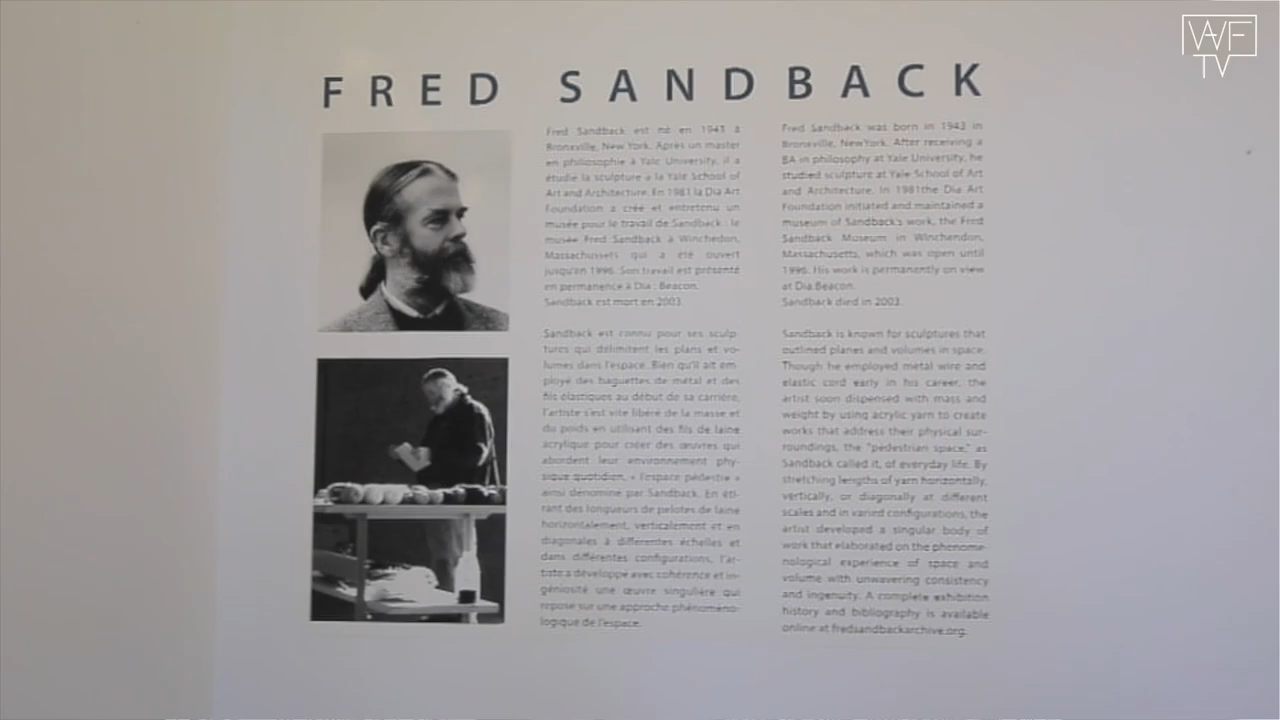 FRED SANDBACK
Fred Sandback est né en 1943 à
Bronxville, New York. Après un master
en philosophie à Yale University, il a
étudié la sculpture à la Yale School of
Art and Architecture. En 1981 la Dia Art
Foundation a créé et entretenu un
musée pour le travail de Sandback : le
musée Fred Sandback à Winchedon,
Massachussets qui a été ouvert
jusqu'an 1996. Son travail est présenté
en permanence à Dia : Beacon.
Sandback est mort en 2003.
Sandback est connu pour ses sculp-
tures qui délimitent les plans et vo-
lumes dans l'espace. Bien qu'il ait em-
ployé des baguettes de métal et des
fils élastiques au début de sa carrière,
l'artiste s'est vite libéré de la masse et
du poids en utilisant des fils de laine
acrylique pour créer des œuvres qui
abordent leur environnement phy-
sique quotidien, « l'espace pédestre »
ainsi dénommé par Sandback. En éti-
rant des longueurs de pelotes de laine
horizontalement, verticalement et en
diagonales à différentes échelles et
dans différentes configurations, l'ar-
tiste a développé avec cohérence et in-
géniosité une œuvre singulière qui
repose sur une approche phénoméno-
logique de l'espace.
Fred Sandback was born in 1943 in
Bronxville, NewYork. After receiving a
BA in philosophy at Yale University, he
studied sculpture at Yale School of Art
and Architecture. In 1981the Dia Art
Foundation initiated and maintained a
museum of Sandback's work, the Fred
Sandback Museum in Winchendon,
Massachusetts, which was open until
1996. His work is permanently on view
at Dia:Beacon.
Sandback died in 2003.
Sandback is known for sculptures that
outlined planes and volumes in space.
Though he employed metal wire and
elastic cord early in his career, the
artist soon dispensed with mass and
weight by using acrylic yarn to create
works that address their physical sur-
roundings, the "pedestrian space," as
Sandback called it, of everyday life. By
stretching lengths of yarn horizontally,
vertically, or diagonally at different
scales and in varied configurations, the
artist developed a singular body of
work that elaborated on the phenome-
nological experience of space and
volume with unwavering consistency
and ingenuity. A complete exhibition
history and bibliography is available
online at fredsandbackarchive.org.
VAVF
TV